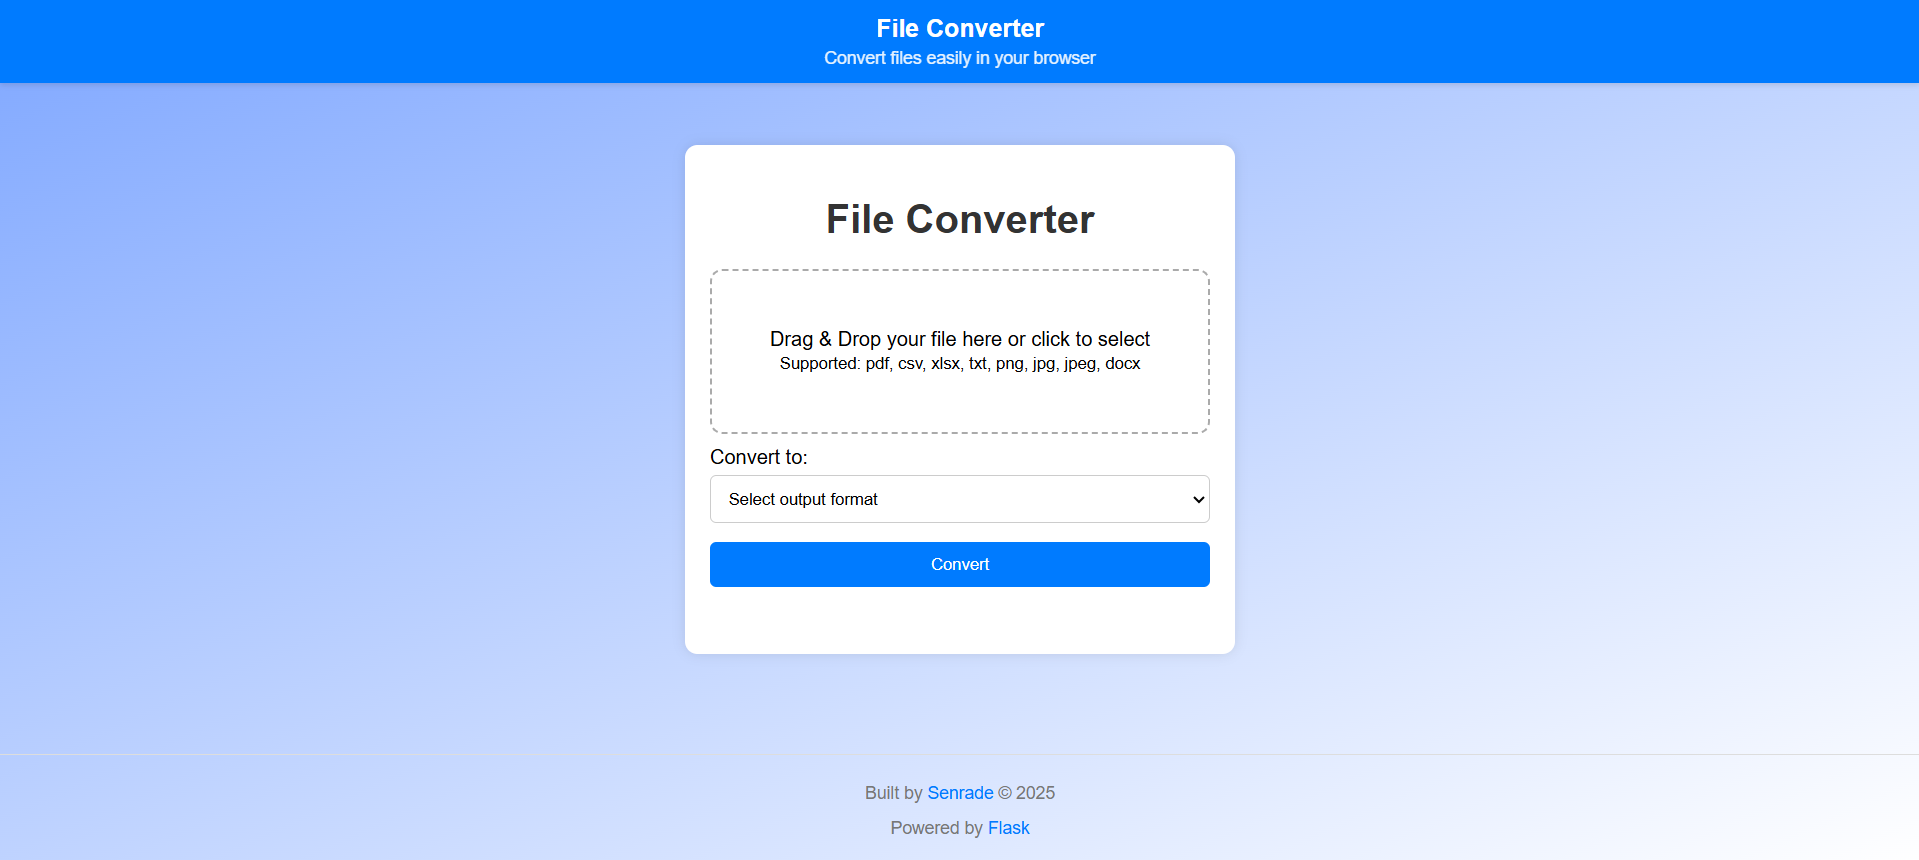 File Converter
Convert files easily in your browser
File Converter
Drag & Drop your file here or click to select
Supported: pdf, csv, xlsx, txt, png, jpg, jpeg, docx
Convert to:
Select output format
Convert
Built by Senrade © 2025
Powered by Flask